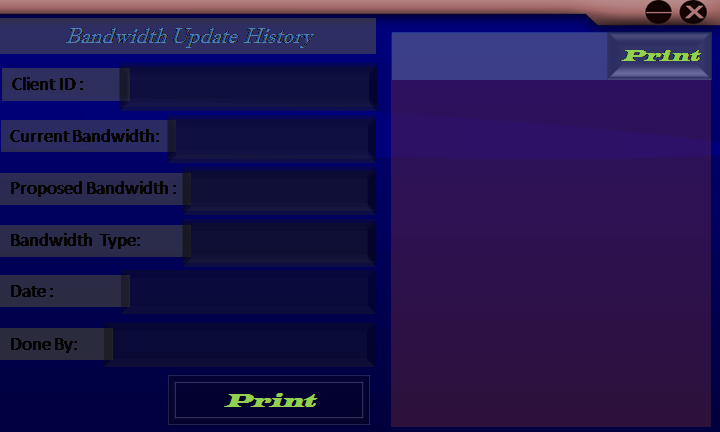 Bandwidth Update History
Print
Client ID :
Current Bandwidth:
Proposed Bandwidth :
Bandwidth Type:
Date :
Done By:
Print